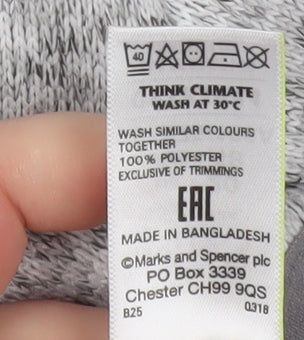 40
THINK CLIMATE
WASH AT 30°C
WASH SIMILAR COLOURS
TOGETHER
100% POLYESTER
EXCLUSIVE OF TRIMMINGS
EAC
MADE IN BANGLADESH
©Marks and Spencer plc
PO Box 3339
Chester CH99 9QS
B25 0318